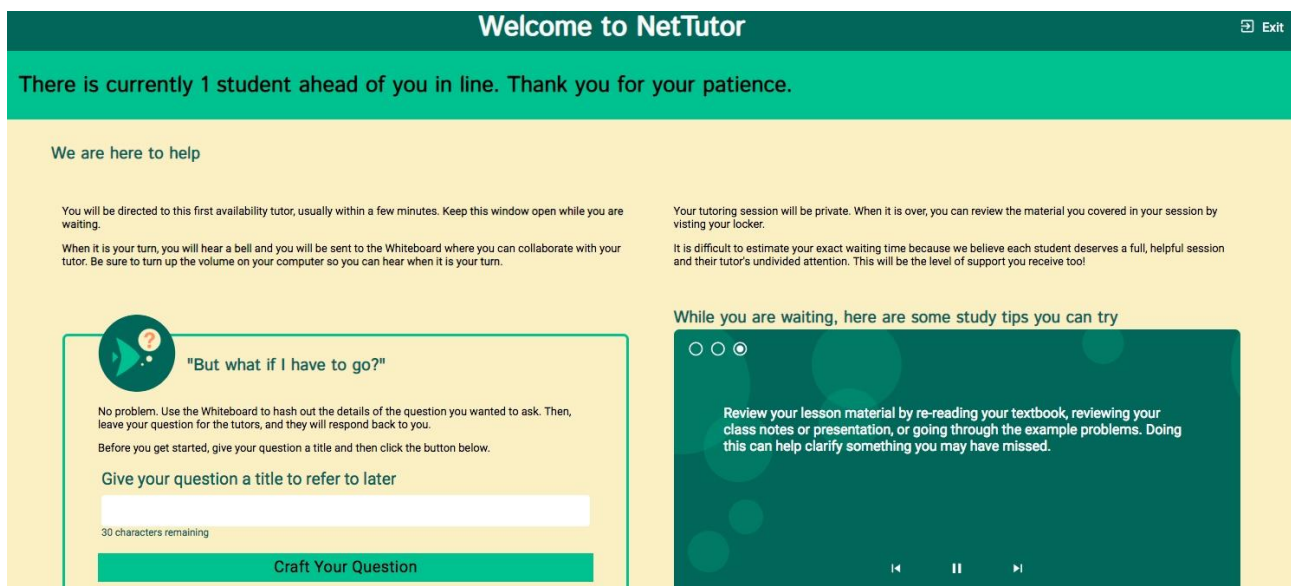 Welcome to NetTutor
Exit
There is currently 1 student ahead of you in line. Thank you for your patience.
We are here to help
You will be directed to this first availability tutor, usually within a few minutes. Keep this window open while you are
waiting.
When it is your turn, you will hear a bell and you will be sent to the Whiteboard where you can collaborate with your
tutor. Be sure to turn up the volume on your computer so you can hear when it is your turn.
Your tutoring session will be private. When it is over, you can review the material you covered in your session by
visting your locker.
It is difficult to estimate your exact waiting time because we believe each student deserves a full, helpful session
and their tutor's undivided attention. This will be the level of support you receive too!
?
"But what if I have to go?"
No problem. Use the Whiteboard to hash out the details of the question you wanted to ask. Then,
leave your question for the tutors, and they will respond back to you.
Before you get started, give your question a title and then click the button below.
Give your question a title to refer to later
30 characters remaining
Craft Your Question
While you are waiting, here are some study tips you can try
Review your lesson material by re-reading your textbook, reviewing your
class notes or presentation, or going through the example problems. Doing
this can help clarify something you may have missed.